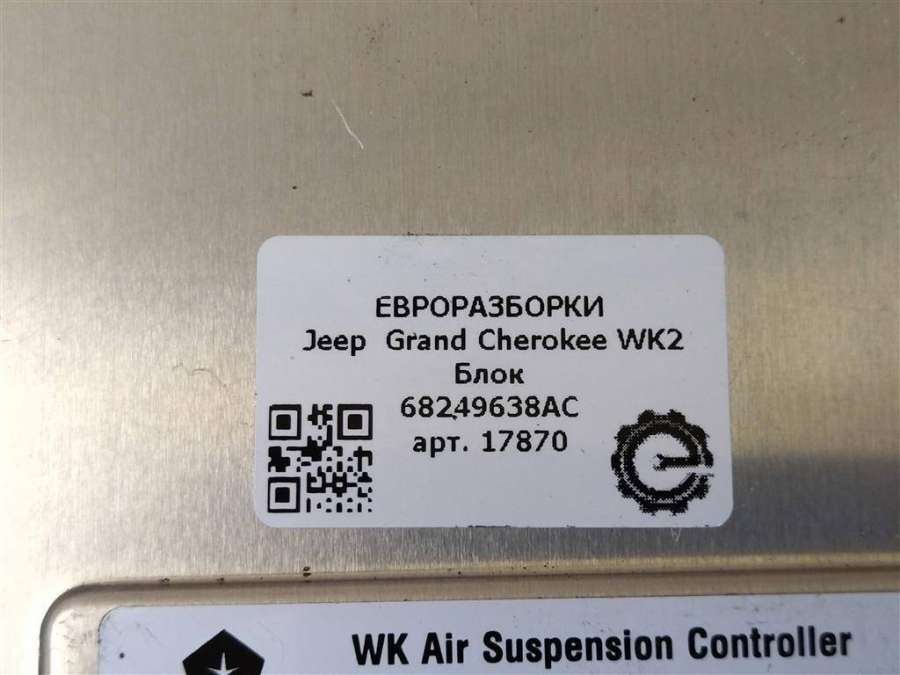 ЕВРОРАЗБОРКИ
Jeep Grand Cherokee WK2
Блок
68249638AC
арт. 17870
WK Air Suspension Controller